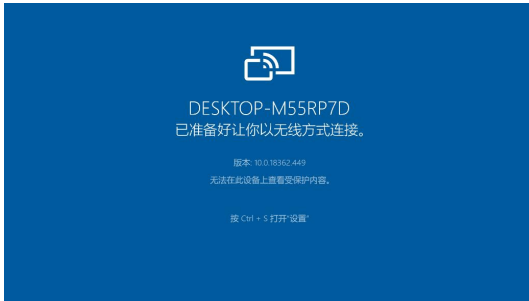 DESKTOP-M55RP7D
已准备好让你以无线方式连接。
版本: 10.0.18362.449
无法在此设备上查看受保护内容。
按 Ctrl + S 打开"设置"